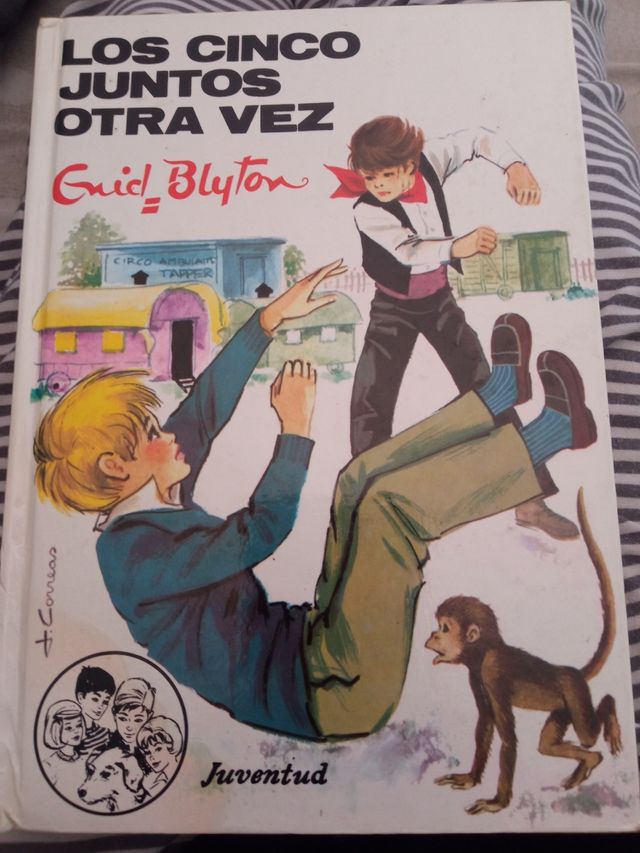 LOS CINCO
JUNTOS
OTRA VEZ
Enid Blyton
CIRCO AMBULANTE
TAPPER
J. Correas
Juventud